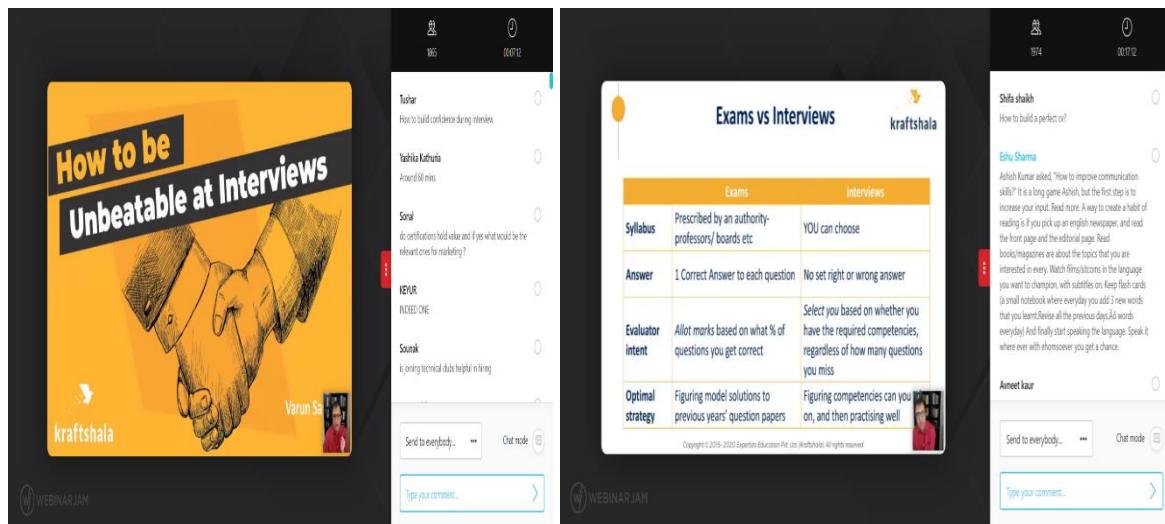 1865
00:07:12
How to be
Unbeatable at Interviews
Varun Sa
kraftshala
WEBINARJAM
Tushar
How to build confidence during interview
Yashika Kathuria
Around 60 mins
Sonal
do certifications hold value and if yes what would be the
relevant ones for marketing ?
KEYUR
INDEED ONE
Sounak
is joining technical clubs helpful in hiring
Send to everybody...
Chat mode
Type your comment...
1974
00:17:12
Exams vs Interviews
kraftshala
Exams
Interviews
Syllabus
Prescribed by an authority-
professors/ boards etc
YOU can choose
Answer
1 Correct Answer to each question
No set right or wrong answer
Evaluator
intent
Allot marks based on what % of
questions you get correct
Select you based on whether you
have the required competencies,
regardless of how many questions
you miss
Optimal
strategy
Figuring model solutions to
previous years' question papers
Figuring competencies can you
on, and then practising well
Copyright © 2015- 2020 Expertrons Education Pvt. Ltd (Kraftshala) All rights reserved.
WEBINARJAM
Shifa shaikh
How to build a perfect cv?
Eshu Sharma
Ashish Kumar asked, "How to improve communication
skills?" It is a long game Ashish, but the first step is to
increase your input. Read more. A way to create a habit of
reading is if you pick up an english newspaper, and read
the front page and the editorial page. Read
books/magazines are about the topics that you are
interested in every. Watch films/sitcoms in the language
you want to champion, with subtitles on. Keep flash cards
(a small notebook where everyday you add 3 new words
that you learnt.Revise all the previous days‚Äô words
everyday) And finally start speaking the language. Speak it
where ever with ehomsoever you get a chance.
Avneet kaur
Send to everybody...
Chat mode
Type your comment...